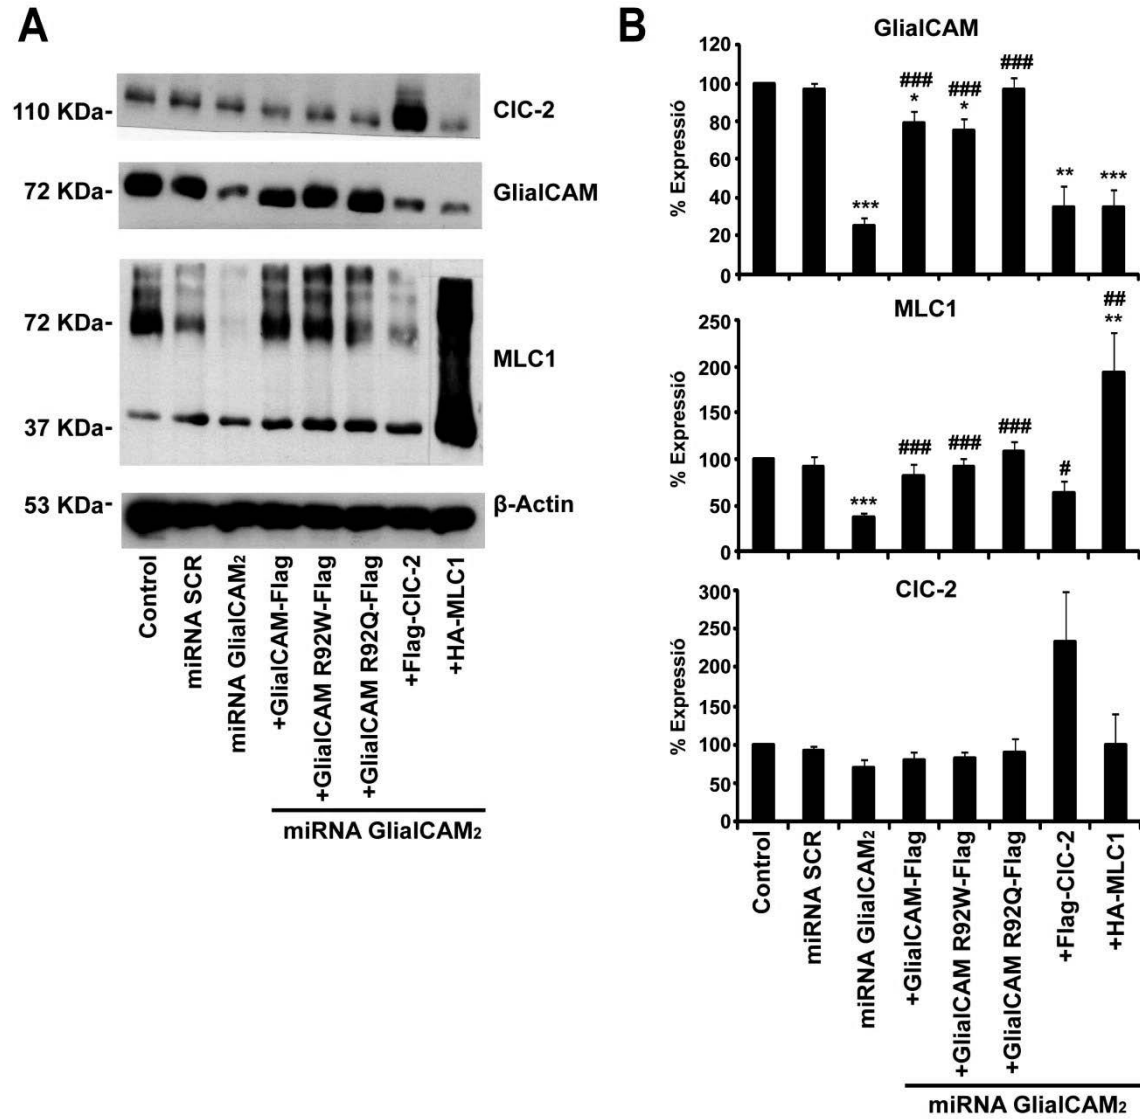 A
110 KDa-
ClC-2
72 KDa-
GlialCAM
72 KDa-
MLC1
37 KDa-
53 KDa-
β-Actin
Control
miRNA SCR
miRNA GlialCAM₂
+GlialCAM-Flag
+GlialCAM R92W-Flag
+GlialCAM R92Q-Flag
+Flag-ClC-2
+HA-MLC1
miRNA GlialCAM₂
B
GlialCAM
% Expressió
120
100
80
60
40
20
0
***
###
*
###
*
###
**
***
MLC1
% Expressió
250
200
150
100
50
0
***
###
###
###
#
##
**
ClC-2
% Expressió
300
250
200
150
100
50
0
Control
miRNA SCR
miRNA GlialCAM₂
+GlialCAM-Flag
+GlialCAM R92W-Flag
+GlialCAM R92Q-Flag
+Flag-ClC-2
+HA-MLC1
miRNA GlialCAM₂